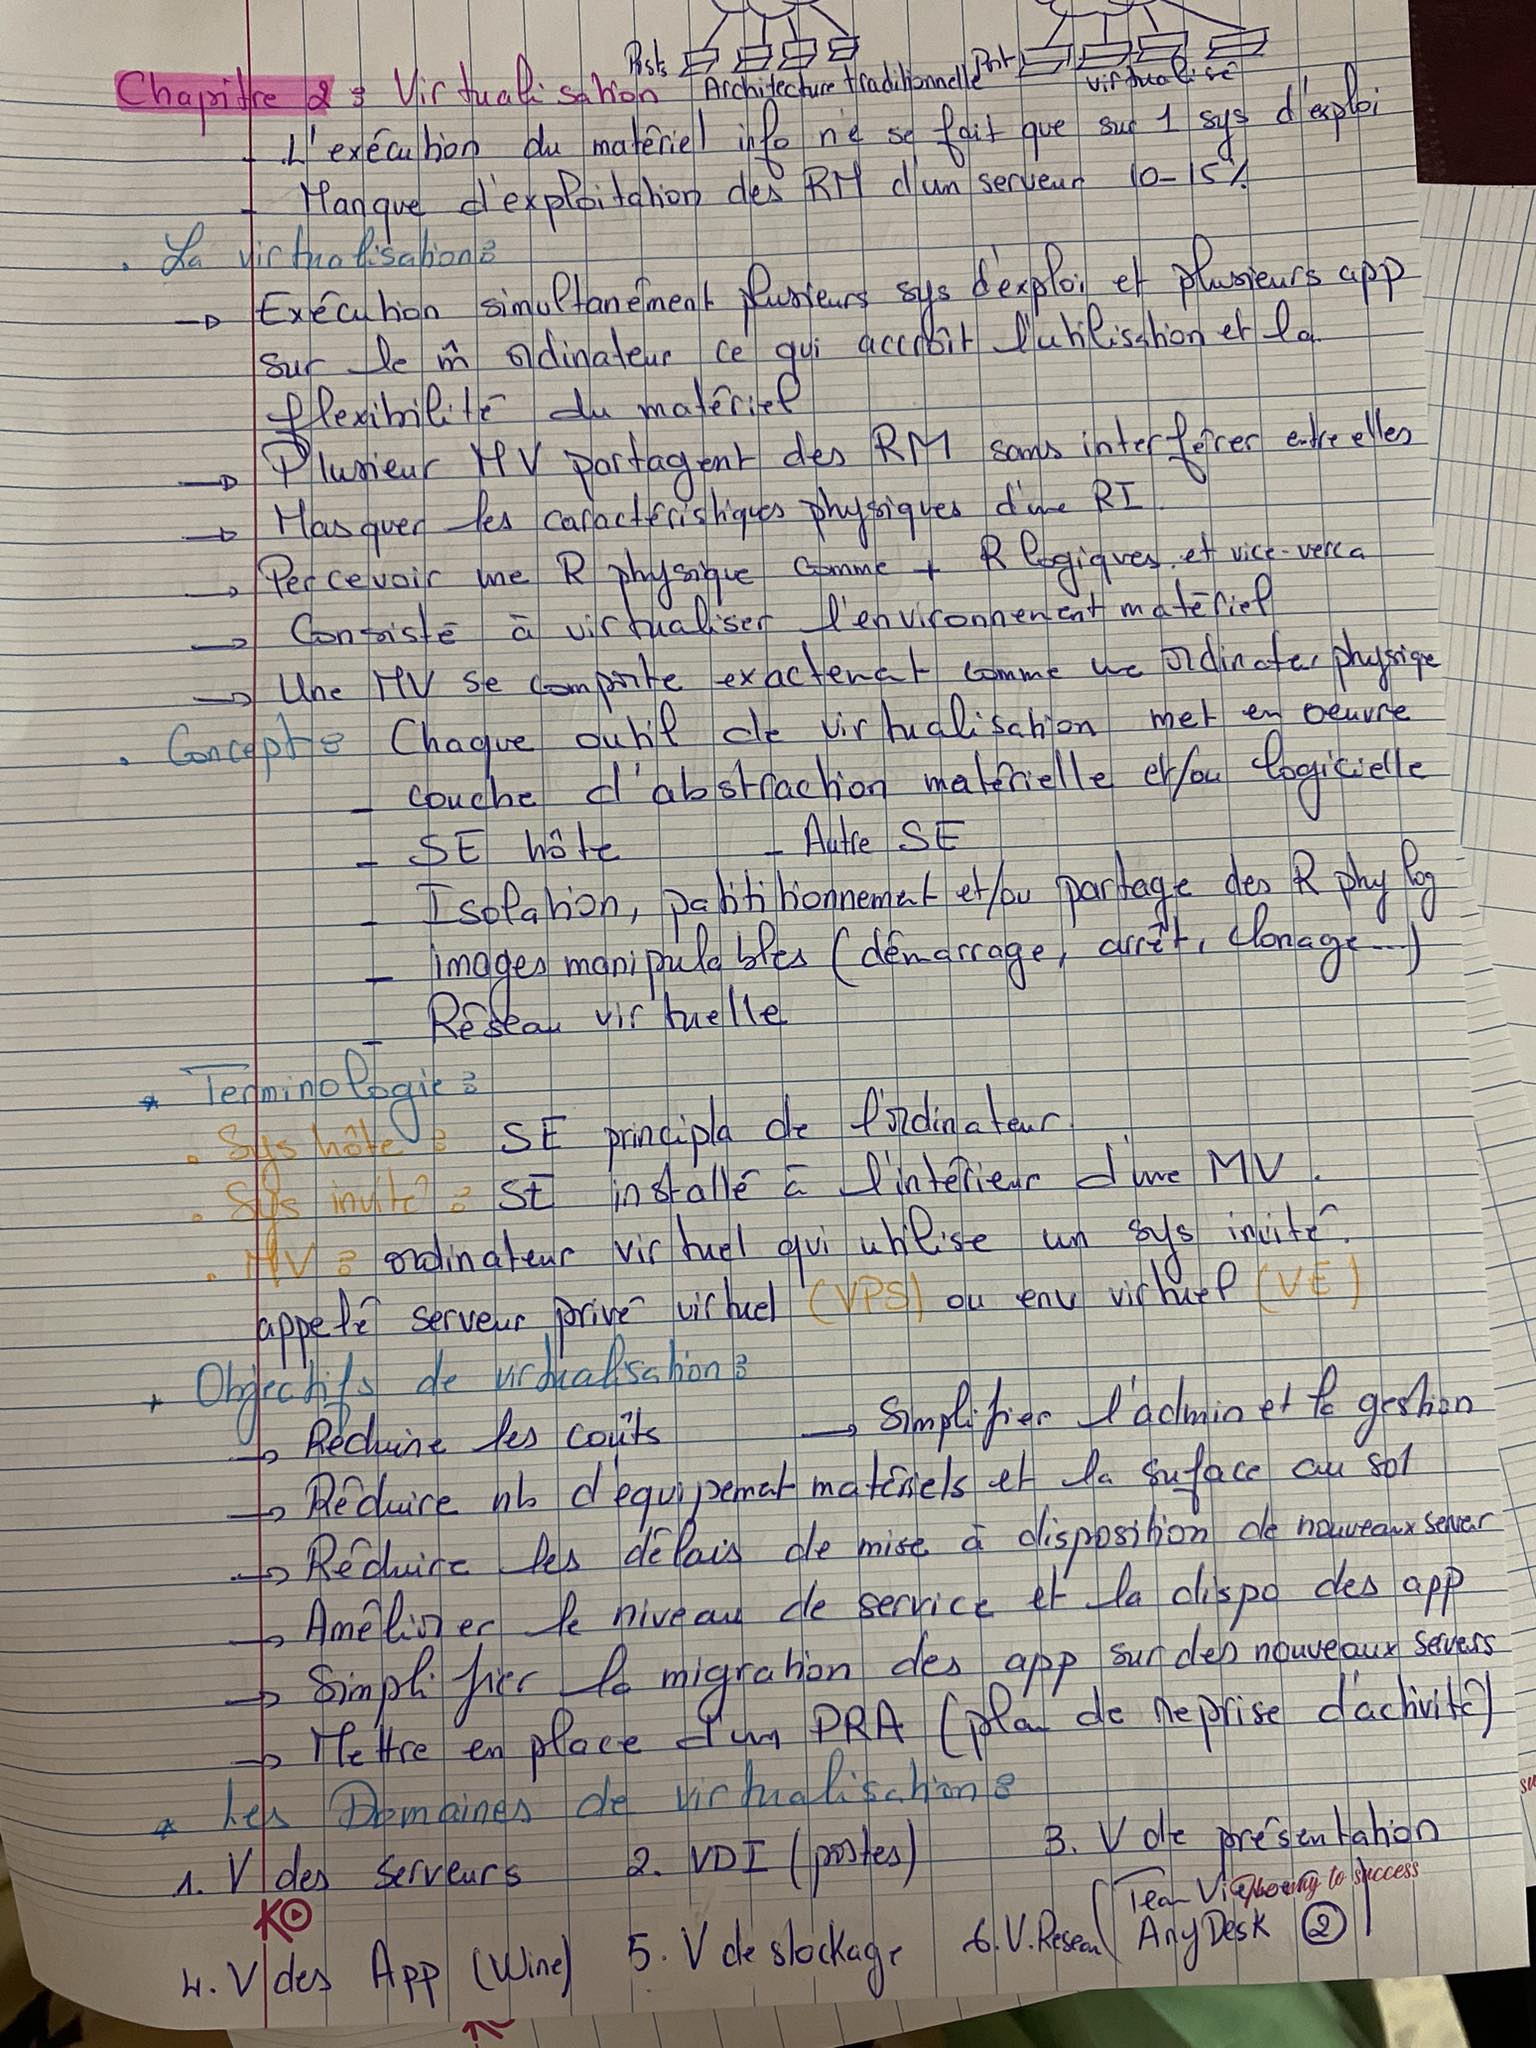 Posts Architecture traditionnelle Post virtualisé
Chapitre 2 : Virtualisation
- L'exécution du matériel info ne se fait que sur 1 sys d'exploi
- Manque d'exploitation des RM d'un serveur 10-15%
. La virtualisation :
→ Exécution simultanément plusieurs sys d'exploi et plusieurs app
sur le m̂ ordinateur ce qui accroît l'utilisation et la
flexibilité du matériel
→ Plusieur MV partagent des RM sans interférer entre elles
→ Masquer les caractéristiques physiques d'une RI.
→ Percevoir une R physique comme + R logiques et vice-verca
→ Consiste à virtualiser l'environnement matériel
→ Une MV se comporte exactement comme une ordinateur physique
. Concept : Chaque outil de virtualisation met en oeuvre
- couche d'abstraction matérielle et/ou logicielle
- SE hôte - Autre SE
- Isolation, patititionnement et/ou partage des R phy log
- images manipulables (démarrage, arrêt, clonage...)
- Réseau virtuelle
* Terminologie :
. Sys hôte : SE principla de l'ordinateur.
. Sys invité : SE installé à l'intérieur d'une MV.
. MV : ordinateur virtuel qui utilise un sys invité.
appelé serveur privé virtuel (VPS) ou env virtuel (VE)
* Objectifs de virtualisation :
→ Réduire les coûts → Simplifier l'admin et la gestion
→ Réduire nb d'équipemat matériels et la suface au sol
→ Réduire les délais de mise à disposition de nouveaux server
→ Améliorer le niveau de service et la dispo des app
→ Simplifier la migration des app sur des nouveaux servers
→ Mettre en place d'un PRA (plan de reprise d'activité)
* Les Domaines de virtualisation :
1. V des serveurs 2. VDI (postes) 3. V de présentation
4. V des App (Wine) 5. V de stockage 6. V. Réseau (Team Viewer AnyDesk ②)
to success
KO